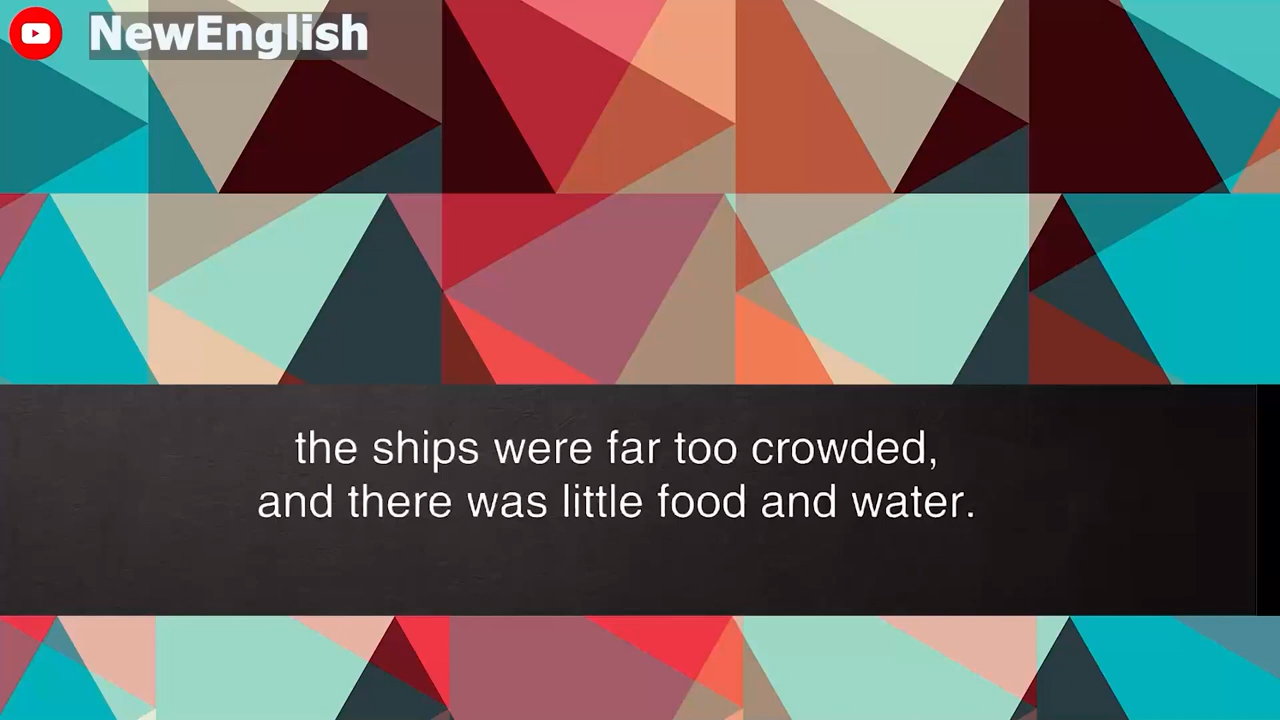 NewEnglish
the ships were far too crowded,
and there was little food and water.